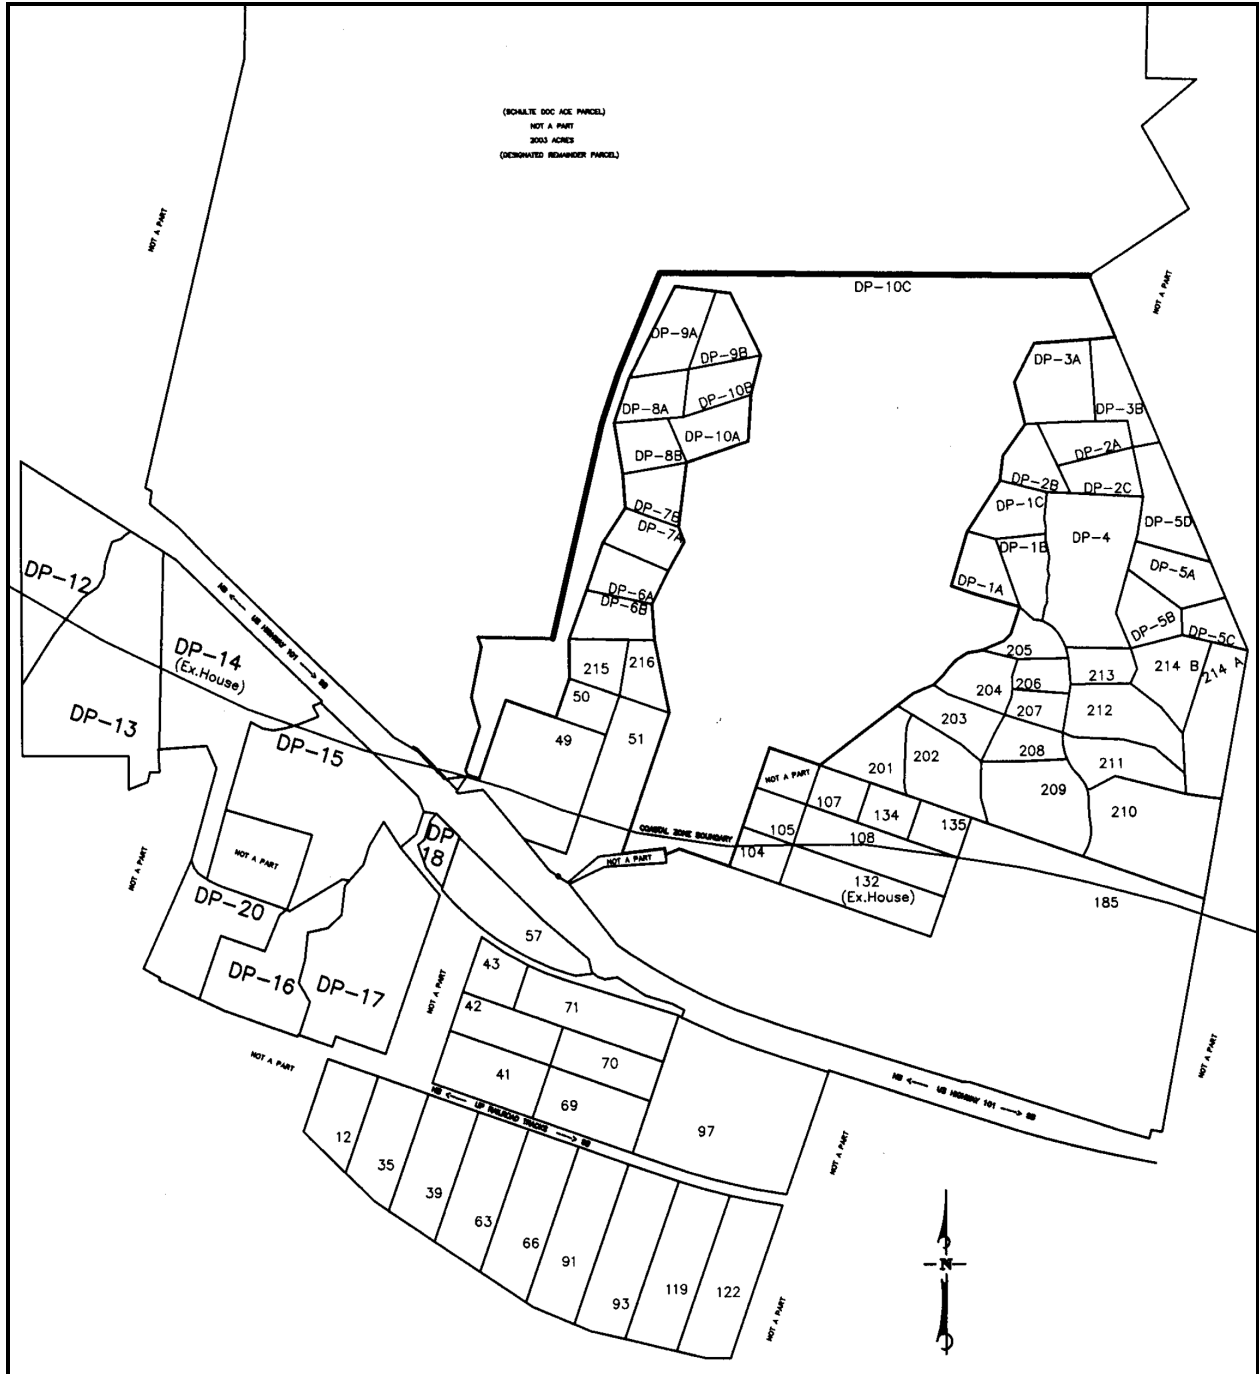 (SCHULTE DOC ACE PARCEL)
NOT A PART
2003 ACRES
(DESIGNATED REMAINDER PARCEL)
NOT A PART
NOT A PART
DP-10C
DP-9A
DP-9B
DP-3A
DP-10B
DP-8A
DP-3B
DP-10A
DP-2A
DP-8B
DP-2B
DP-2C
DP-1C
DP-7B
DP-7A
DP-5D
DP-4
DP-1B
DP-5A
DP-12
DP-1A
DP-6A
DP-6B
NB <— US HIGHWAY 101 —> SB
DP-5B
DP-5C
DP-14
(Ex.House)
205
215
216
213
214 B
214 A
204
206
50
DP-13
203
207
212
DP-15
49
51
208
202
211
201
NOT A PART
209
107
134
210
135
105
COASTAL ZONE BOUNDARY
108
DP
18
104
NOT A PART
NOT A PART
NOT A PART
132
(Ex.House)
DP-20
185
57
43
DP-16
DP-17
NOT A PART
42
71
NOT A PART
NOT A PART
70
41
NB <— UP RAILROAD TRACKS —> SB
69
NB <— US HIGHWAY 101 —> SB
97
12
NOT A PART
35
39
63
66
91
N
93
119
122
NOT A PART